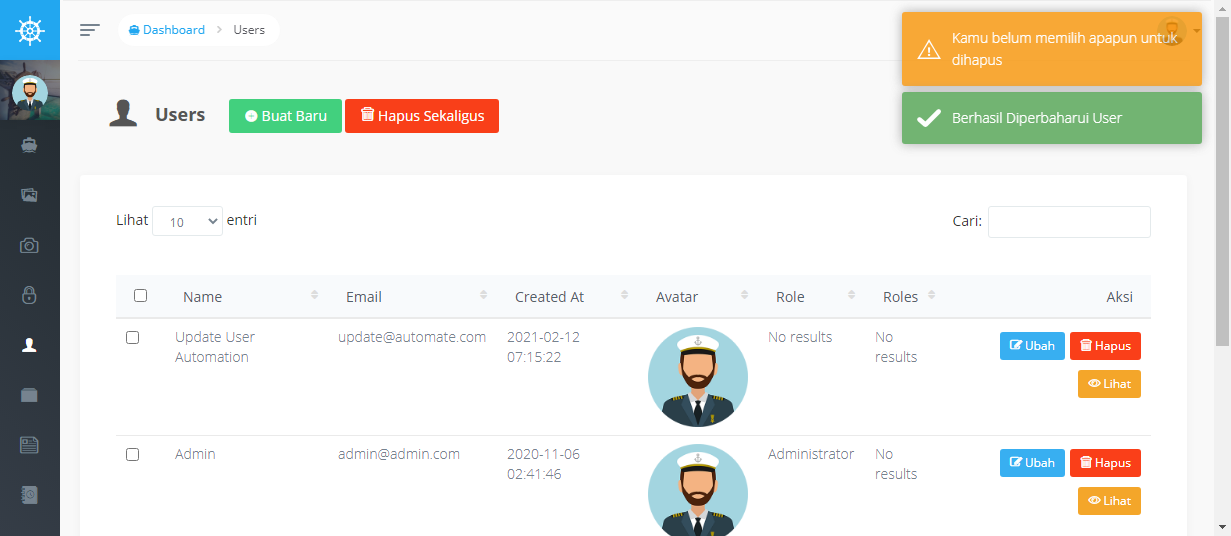 Dashboard > Users
Kamu belum memilih apapun untuk
dihapus
Berhasil Diperbaharui User
Users
Buat Baru
Hapus Sekaligus
Lihat 10 entri
Cari:
Name Email Created At Avatar Role Roles Aksi
Update User
Automation
update@automate.com
2021-02-12
07:15:22
No results
No
results
Ubah
Hapus
Lihat
Admin
admin@admin.com
2020-11-06
02:41:46
Administrator
No
results
Ubah
Hapus
Lihat